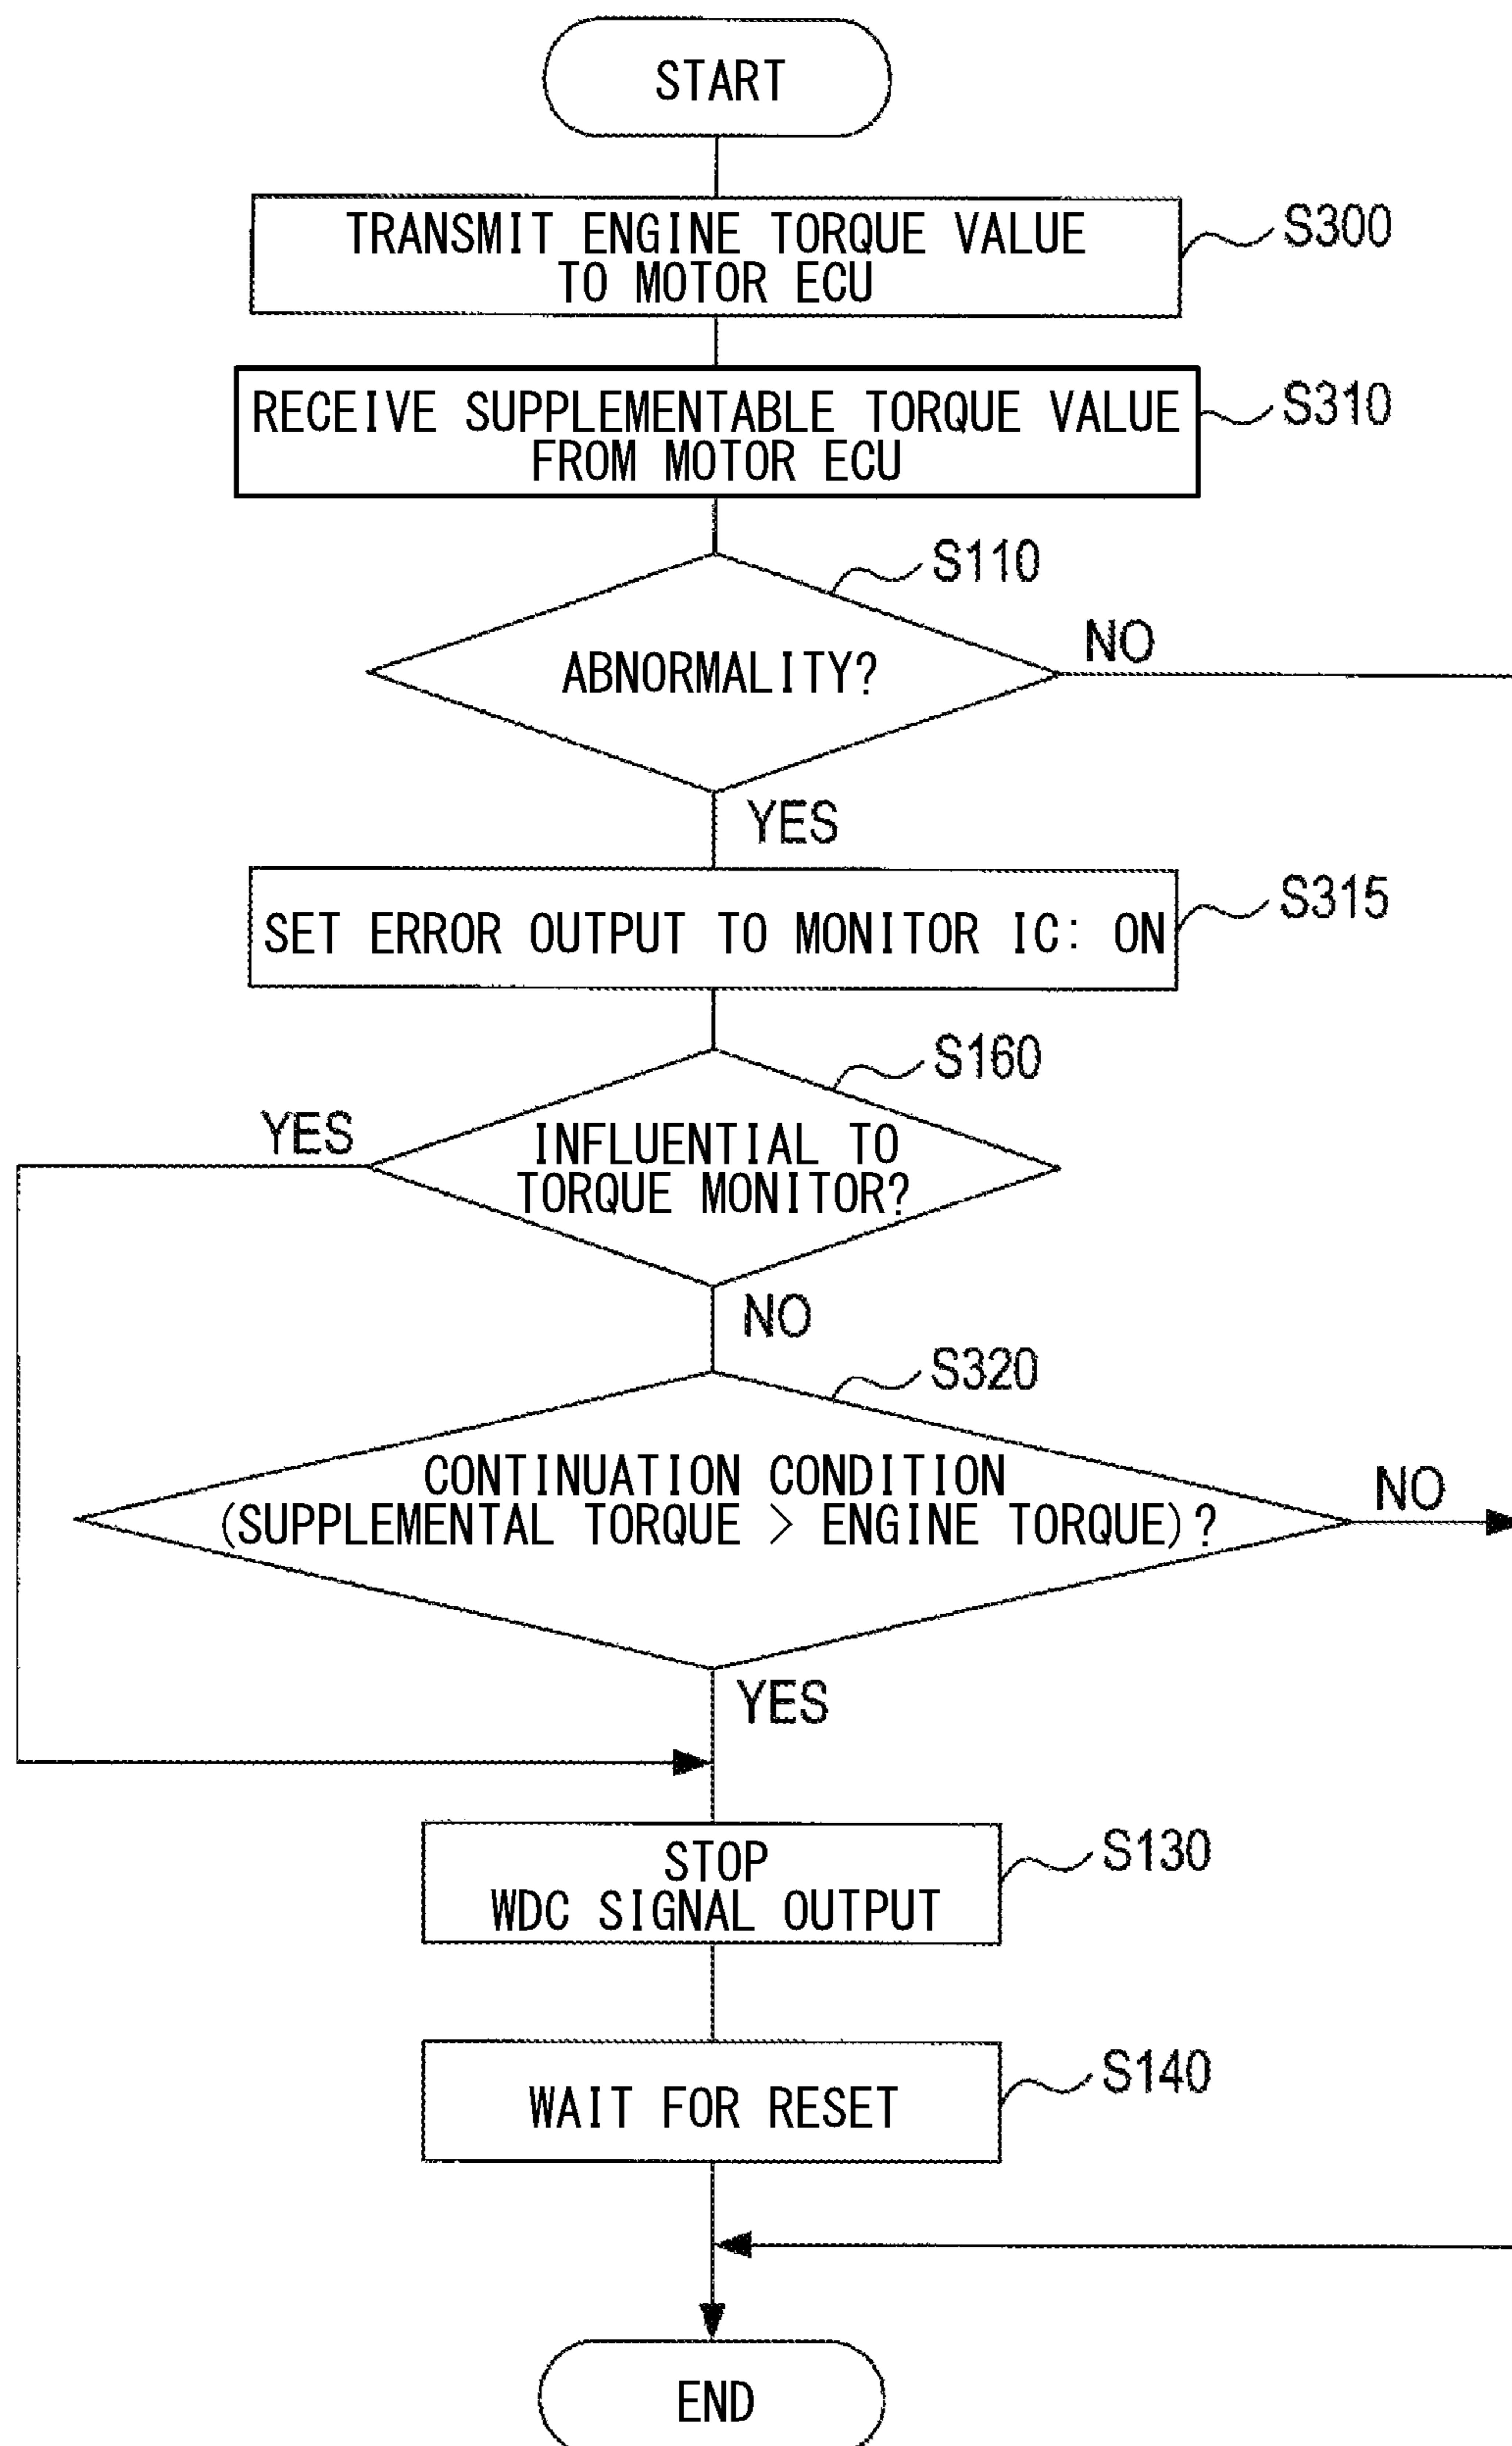 START
TRANSMIT ENGINE TORQUE VALUE
TO MOTOR ECU
S300
RECEIVE SUPPLEMENTABLE TORQUE VALUE
FROM MOTOR ECU
S310
S110
ABNORMALITY?
NO
YES
SET ERROR OUTPUT TO MONITOR IC: ON
S315
S160
YES
INFLUENTIAL TO
TORQUE MONITOR?
NO
S320
CONTINUATION CONDITION
(SUPPLEMENTAL TORQUE > ENGINE TORQUE)?
NO
YES
STOP
WDC SIGNAL OUTPUT
S130
WAIT FOR RESET
S140
END